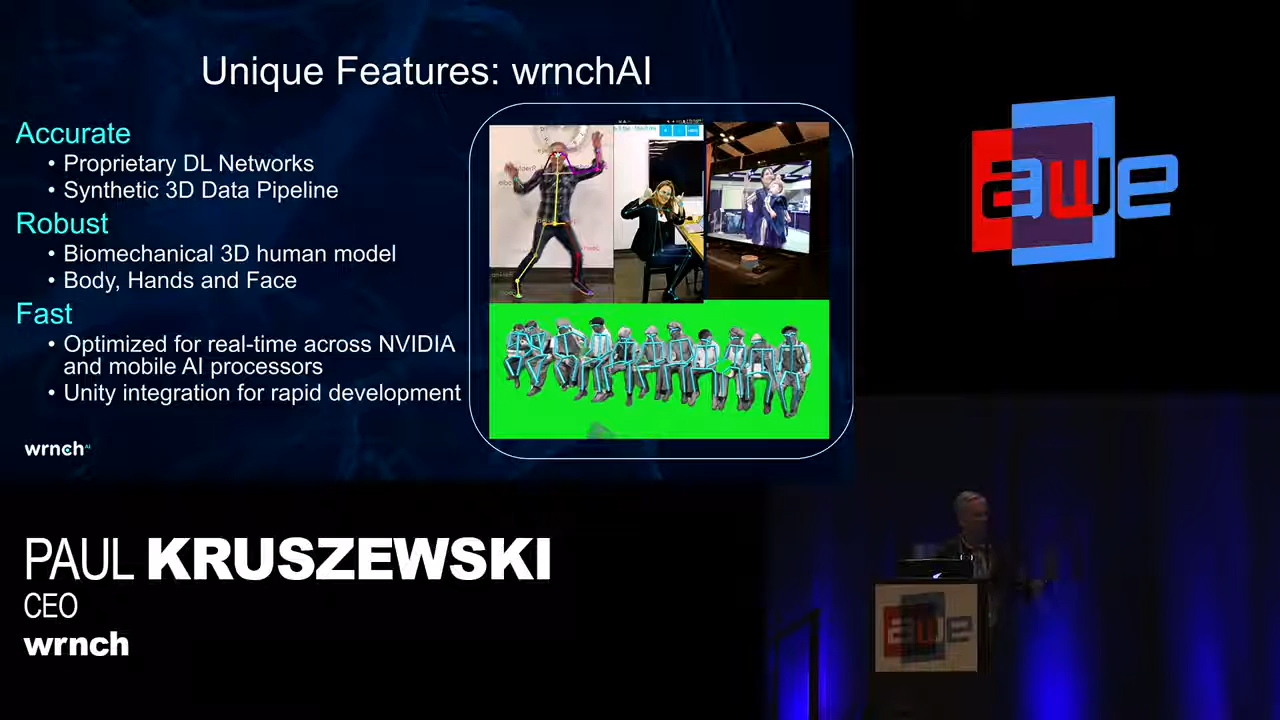 Unique Features: wrnchAI
Accurate
• Proprietary DL Networks
• Synthetic 3D Data Pipeline
Robust
• Biomechanical 3D human model
• Body, Hands and Face
Fast
• Optimized for real-time across NVIDIA
and mobile AI processors
• Unity integration for rapid development
wrnchAI
awe
PAUL KRUSZEWSKI
CEO
wrnch
awe